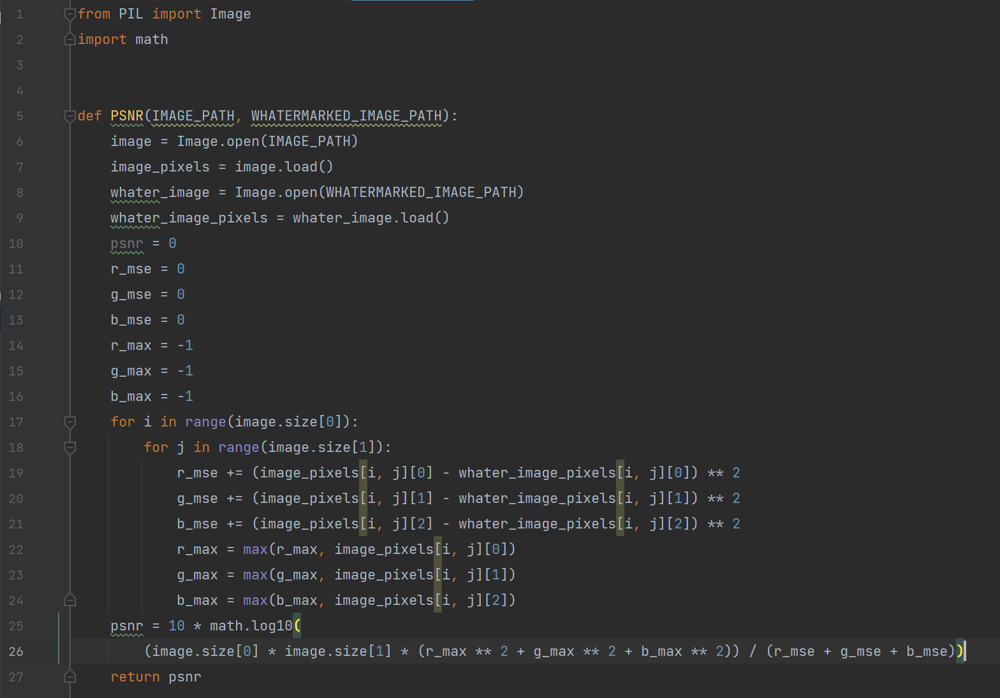 1 from PIL import Image
2 import math
3
4
5 def PSNR(IMAGE_PATH, WHATERMARKED_IMAGE_PATH):
6     image = Image.open(IMAGE_PATH)
7     image_pixels = image.load()
8     whater_image = Image.open(WHATERMARKED_IMAGE_PATH)
9     whater_image_pixels = whater_image.load()
10     psnr = 0
11     r_mse = 0
12     g_mse = 0
13     b_mse = 0
14     r_max = -1
15     g_max = -1
16     b_max = -1
17     for i in range(image.size[0]):
18         for j in range(image.size[1]):
19             r_mse += (image_pixels[i, j][0] - whater_image_pixels[i, j][0]) ** 2
20             g_mse += (image_pixels[i, j][1] - whater_image_pixels[i, j][1]) ** 2
21             b_mse += (image_pixels[i, j][2] - whater_image_pixels[i, j][2]) ** 2
22             r_max = max(r_max, image_pixels[i, j][0])
23             g_max = max(g_max, image_pixels[i, j][1])
24             b_max = max(b_max, image_pixels[i, j][2])
25     psnr = 10 * math.log10(
26         (image.size[0] * image.size[1] * (r_max ** 2 + g_max ** 2 + b_max ** 2)) / (r_mse + g_mse + b_mse))
27     return psnr